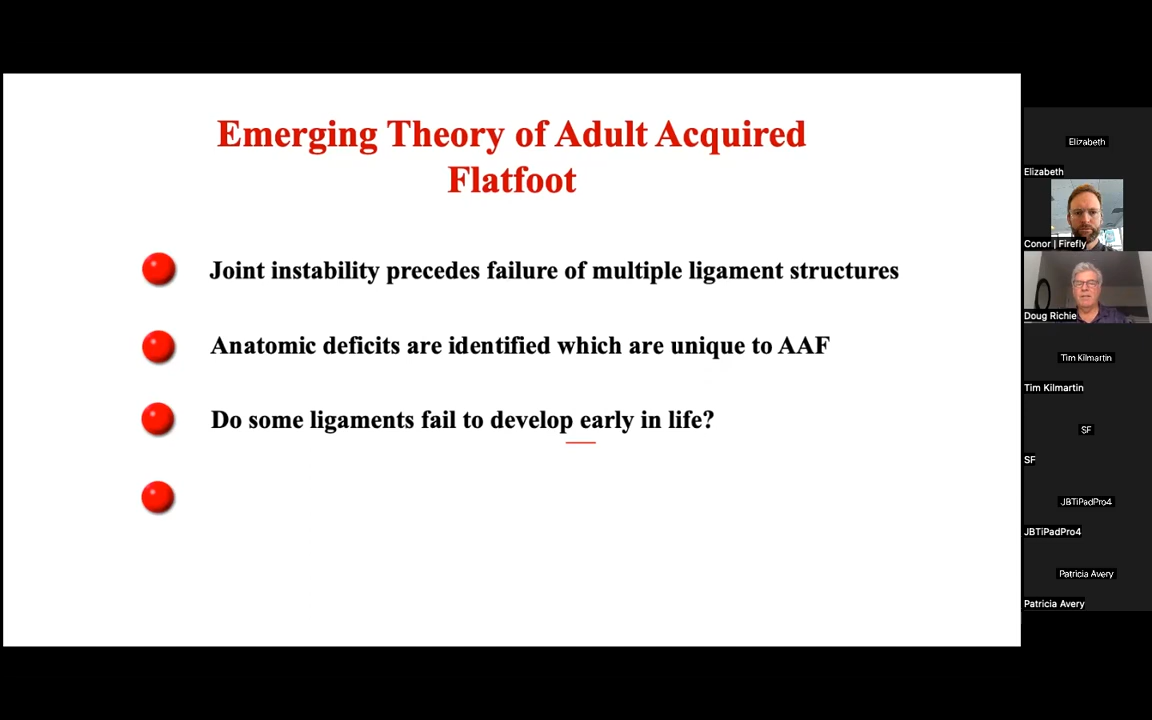 Emerging Theory of Adult Acquired
Flatfoot
Joint instability precedes failure of multiple ligament structures
Anatomic deficits are identified which are unique to AAF
Do some ligaments fail to develop early in life?
Elizabeth
Elizabeth
Conor | Firefly
Doug Richie
Tim Kilmartin
Tim Kilmartin
SF
SF
JBTiPadPro4
JBTiPadPro4
Patricia Avery
Patricia Avery